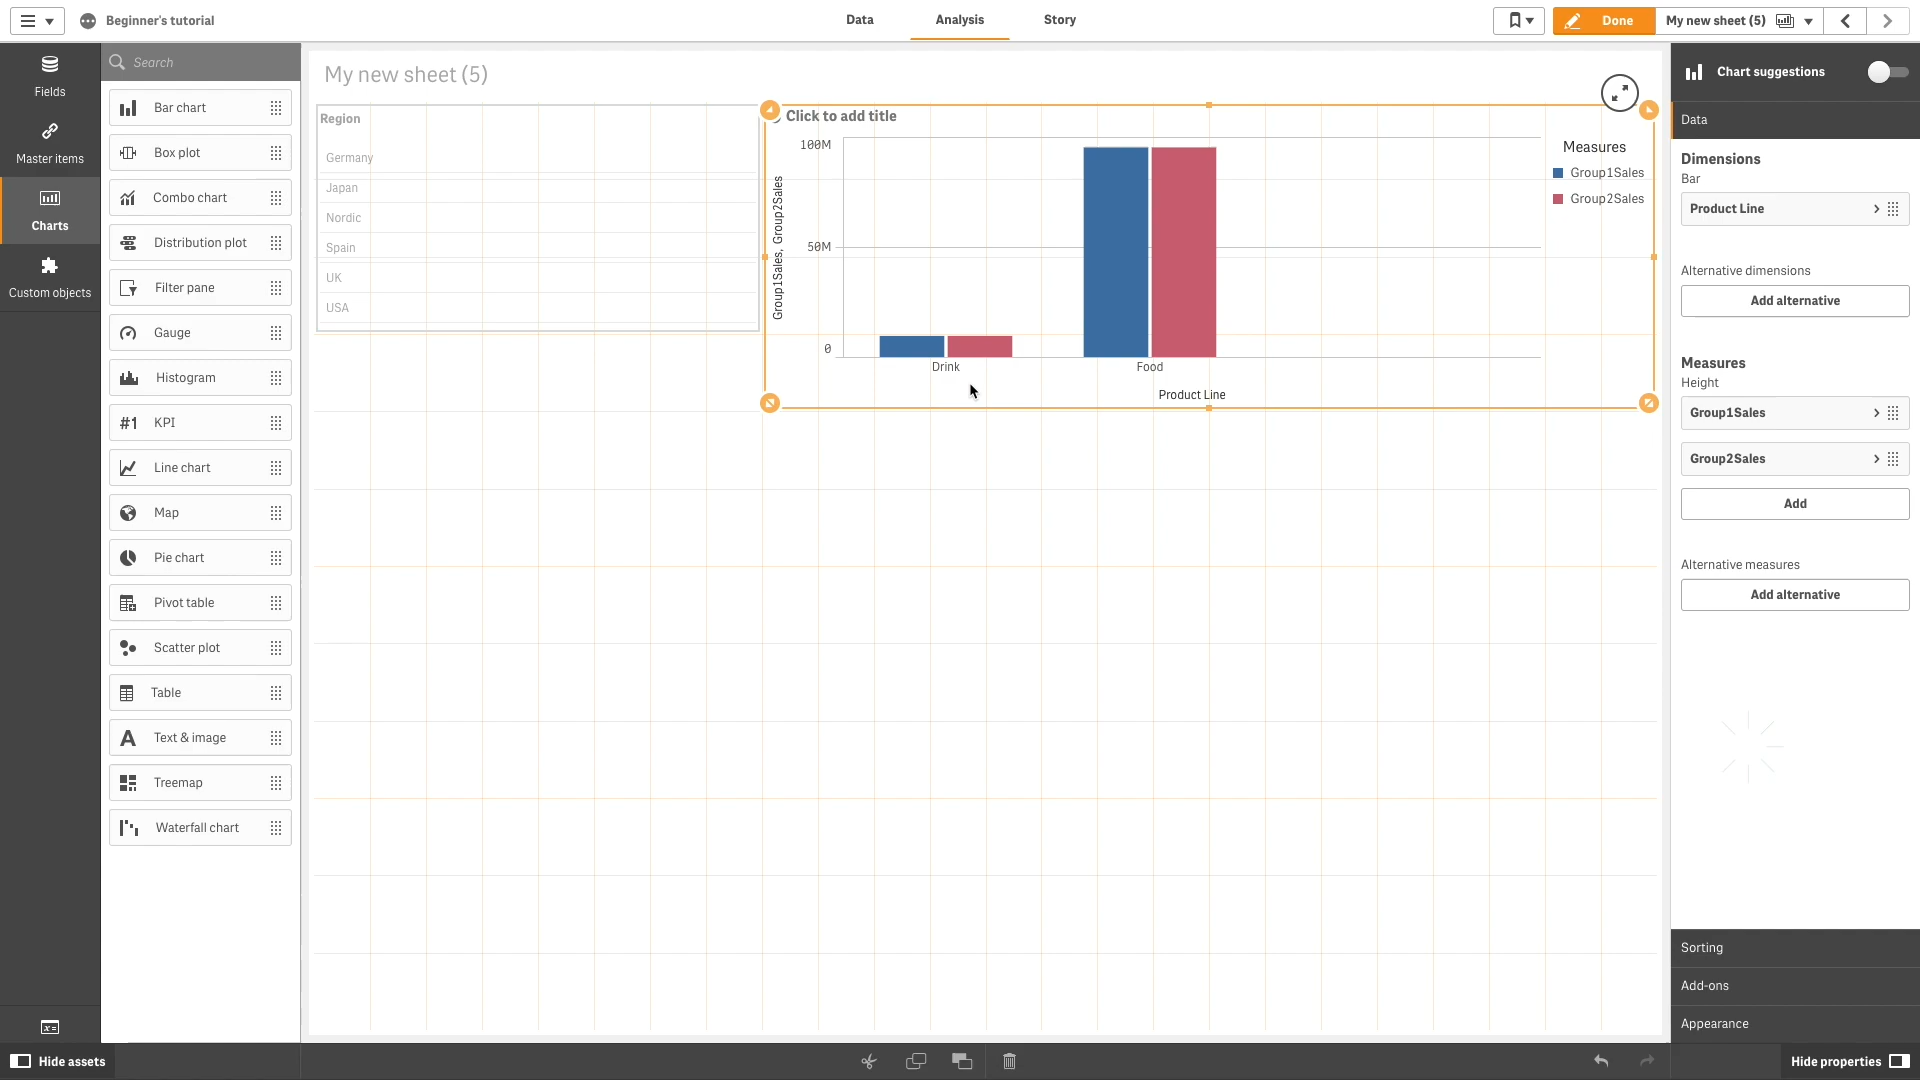 Beginner's tutorial
Data
Analysis
Story
Done
My new sheet (5)
Fields
Master items
Charts
Custom objects
Search
Bar chart
Box plot
Combo chart
Distribution plot
Filter pane
Gauge
Histogram
#1 KPI
Line chart
Map
Pie chart
Pivot table
Scatter plot
Table
A Text & image
Treemap
Waterfall chart
My new sheet (5)
Region
Germany
Japan
Nordic
Spain
UK
USA
Click to add title
Group1Sales, Group2Sales
100M
50M
0
Drink
Food
Product Line
Measures
Group1Sales
Group2Sales
Chart suggestions
Data
Dimensions
Bar
Product Line
Alternative dimensions
Add alternative
Measures
Height
Group1Sales
Group2Sales
Add
Alternative measures
Add alternative
Sorting
Add-ons
Appearance
Hide assets
Hide properties